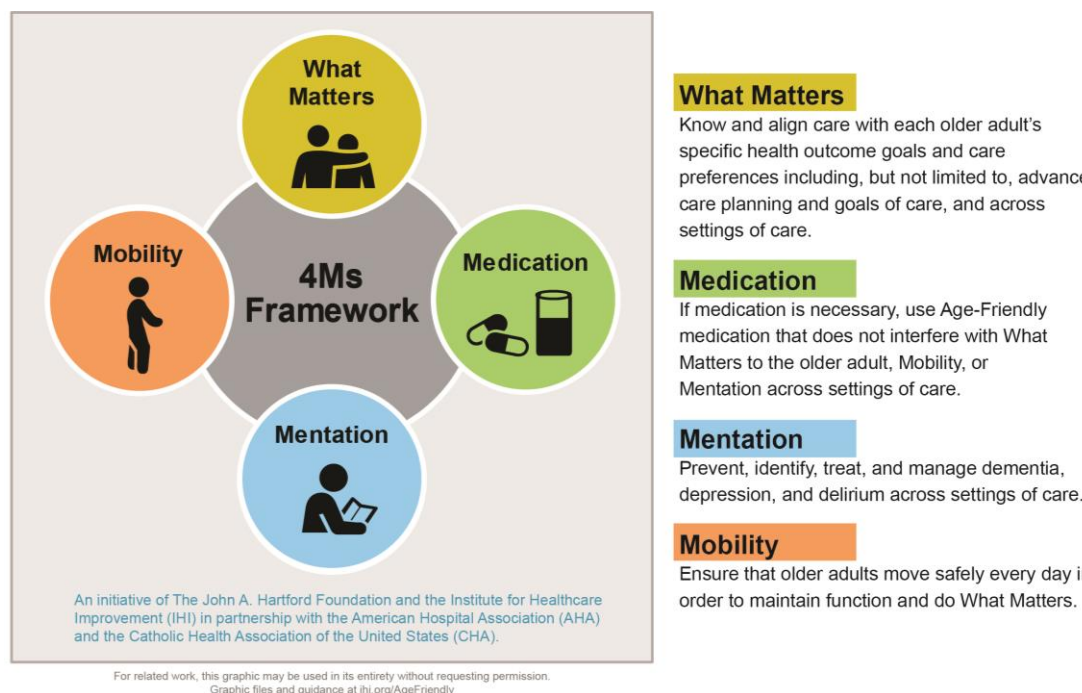 What
Matters
Mobility
4Ms
Framework
Medication
Mentation
An initiative of The John A. Hartford Foundation and the Institute for Healthcare
Improvement (IHI) in partnership with the American Hospital Association (AHA)
and the Catholic Health Association of the United States (CHA).
For related work, this graphic may be used in its entirety without requesting permission.
Graphic files and guidance at ihi.org/AgeFriendly
What Matters
Know and align care with each older adult's
specific health outcome goals and care
preferences including, but not limited to, advance
care planning and goals of care, and across
settings of care.
Medication
If medication is necessary, use Age-Friendly
medication that does not interfere with What
Matters to the older adult, Mobility, or
Mentation across settings of care.
Mentation
Prevent, identify, treat, and manage dementia,
depression, and delirium across settings of care.
Mobility
Ensure that older adults move safely every day i
order to maintain function and do What Matters.